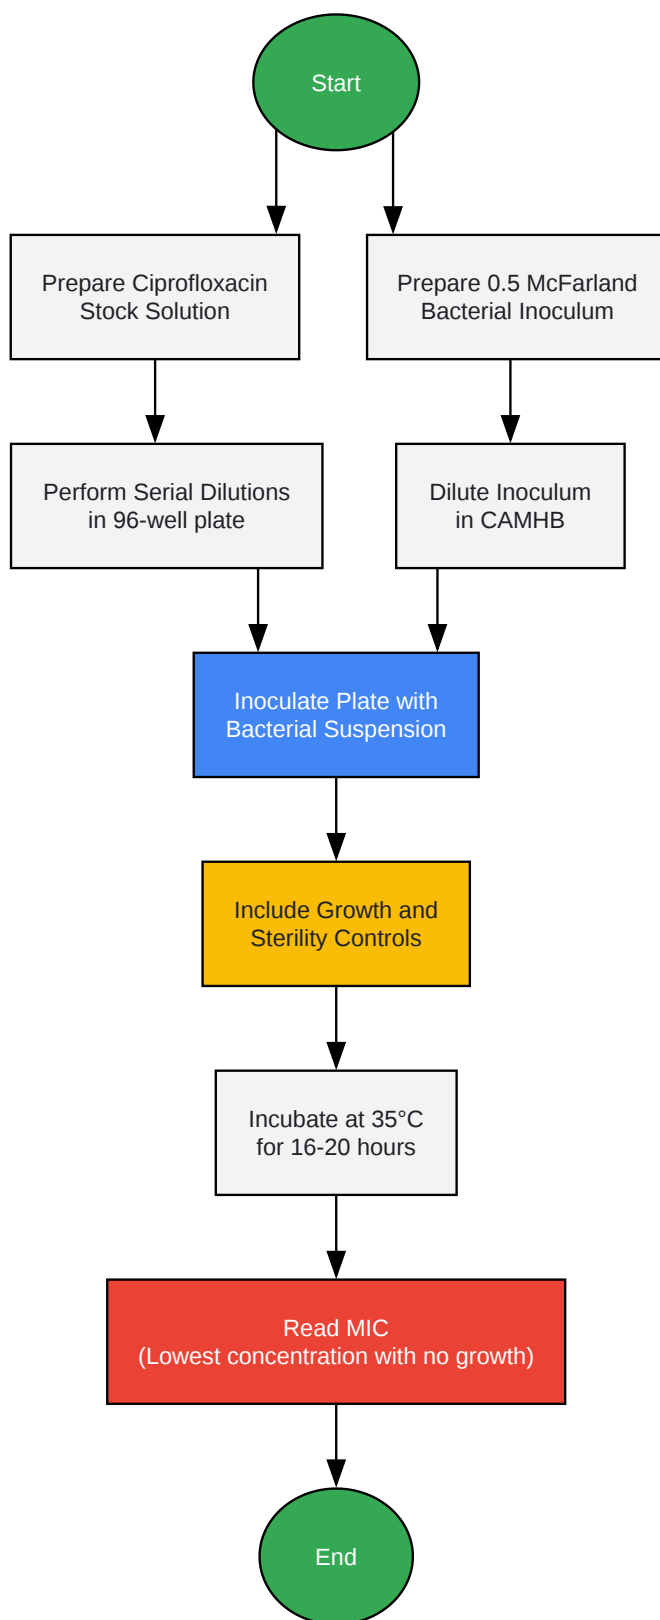 Start
Prepare Ciprofloxacin
Stock Solution
Prepare 0.5 McFarland
Bacterial Inoculum
Perform Serial Dilutions
in 96-well plate
Dilute Inoculum
in CAMHB
Inoculate Plate with
Bacterial Suspension
Include Growth and
Sterility Controls
Incubate at 35°C
for 16-20 hours
Read MIC
(Lowest concentration with no growth)
End